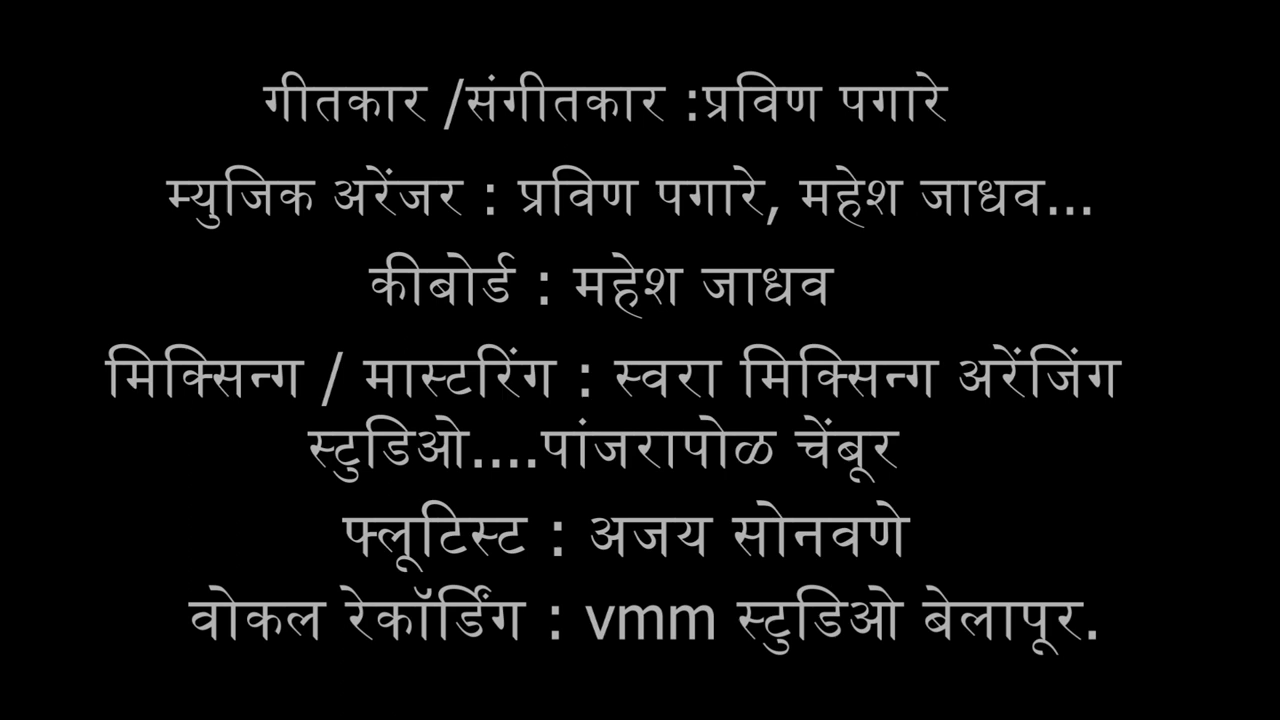 गीतकार /संगीतकार :प्रविण पगारे
म्युजिक अरेंजर : प्रविण पगारे, महेश जाधव...
कीबोर्ड : महेश जाधव
मिक्सिन्ग / मास्टरिंग : स्वरा मिक्सिन्ग अरेंजिंग
स्टुडिओ....पांजरापोळ चेंबूर
फ्लूटिस्ट : अजय सोनवणे
वोकल रेकॉर्डिंग : vmm स्टुडिओ बेलापूर.